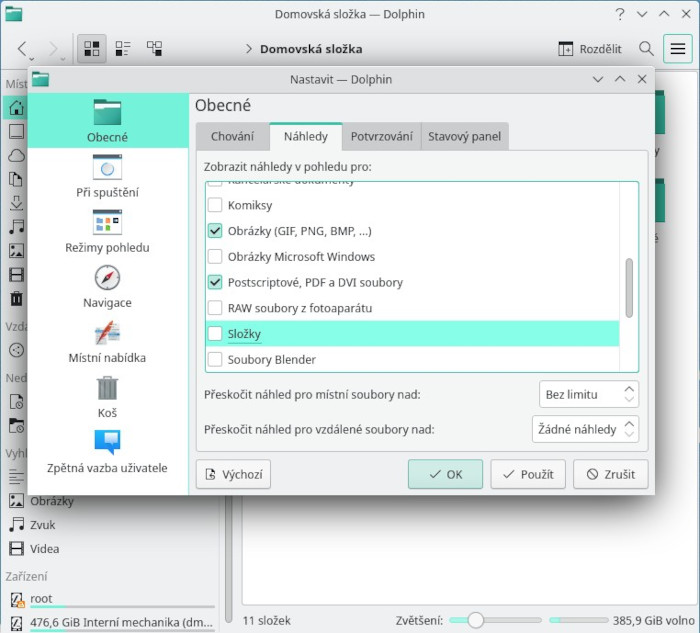 Domovská složka — Dolphin
Domovská složka
Rozdělit
Míst
Nastavit — Dolphin
Obecné
Při spuštění
Režimy pohledu
Navigace
Místní nabídka
Koš
Zpětná vazba uživatele
Obecné
Chování
Náhledy
Potvrzování
Stavový panel
Zobrazit náhledy v pohledu pro:
Kancelářské dokumenty
Komiksy
Obrázky (GIF, PNG, BMP, ...)
Obrázky Microsoft Windows
Postscriptové, PDF a DVI soubory
RAW soubory z fotoaparátu
Složky
Soubory Blender
Přeskočit náhled pro místní soubory nad:
Bez limitu
Přeskočit náhled pro vzdálené soubory nad:
Žádné náhledy
Výchozí
OK
Použít
Zrušit
Vzdá
Ned
Vyhl
Obrázky
Zvuk
Videa
Zařízení
root
476,6 GiB Interní mechanika (dm...
11 složek
Zvětšení:
385,9 GiB volno